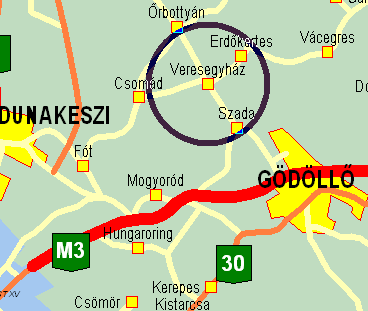 Őrbottyán
Erdőkertes
Vácegres
Veresegyház
Csomád
DUNAKESZI
Szada
Fót
GÖDÖLLŐ
Mogyoród
Hungaroring
M3
30
Kerepes
Kistarcsa
Csömör